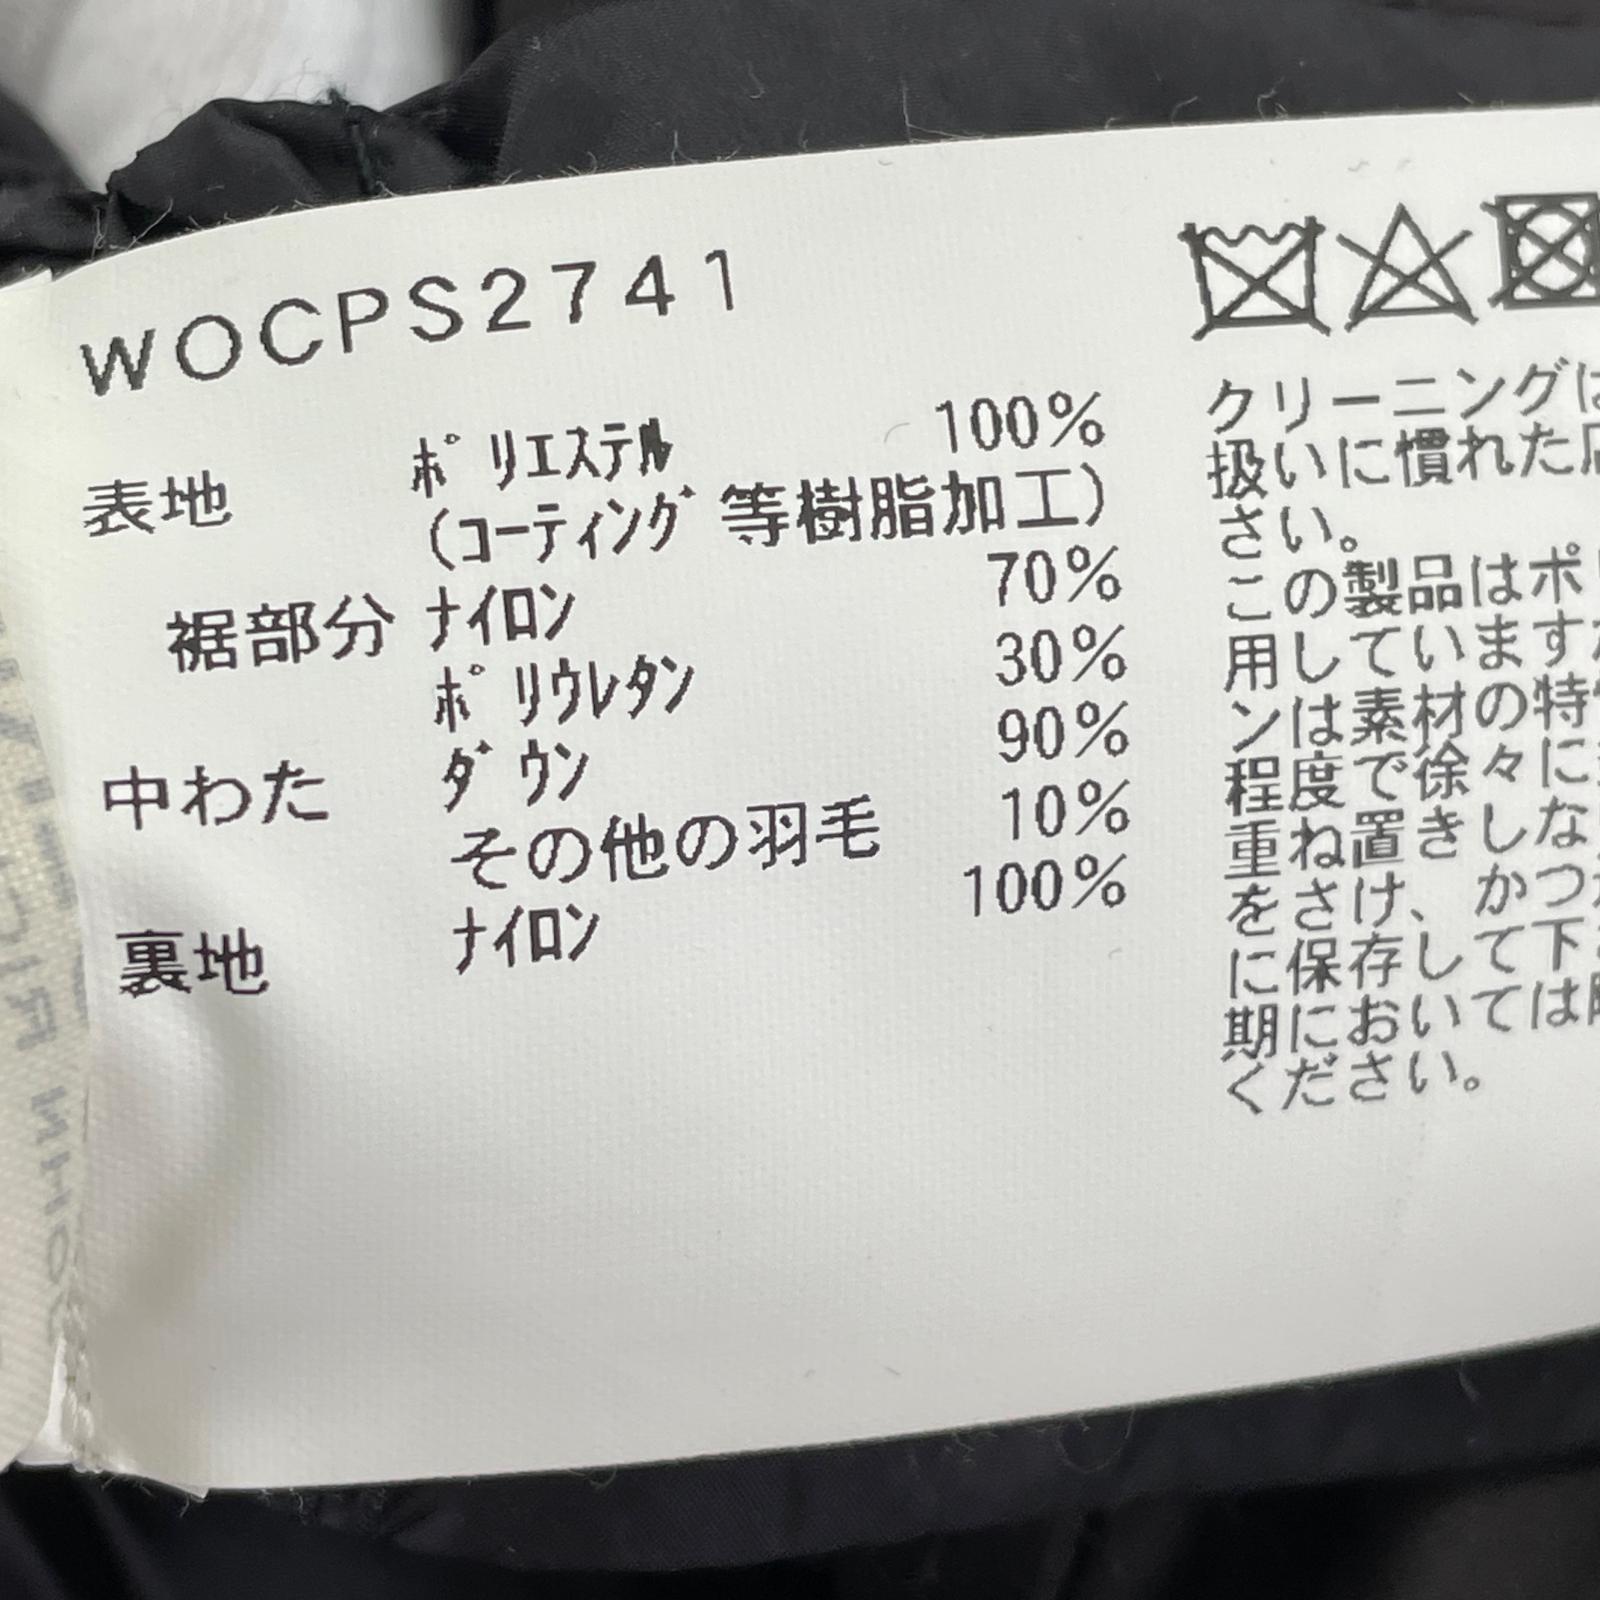 WOCPS2741
表地 ﾎﾟﾘｴｽﾃﾙ 100%
(ｺｰﾃｨﾝｸﾞ等樹脂加工)
裾部分 ﾅｲﾛﾝ 70%
ﾎﾟﾘｳﾚﾀﾝ 30%
中わた ﾀﾞｳﾝ 90%
その他の羽毛 10%
裏地 ﾅｲﾛﾝ 100%
クリーニングは
扱いに慣れた店
さい。
この製品はポリ
用しています
ンは素材の特性
程度で徐々に
重ね置きしな
をさけ、かつ
に保存して下さ
期においては
ください。